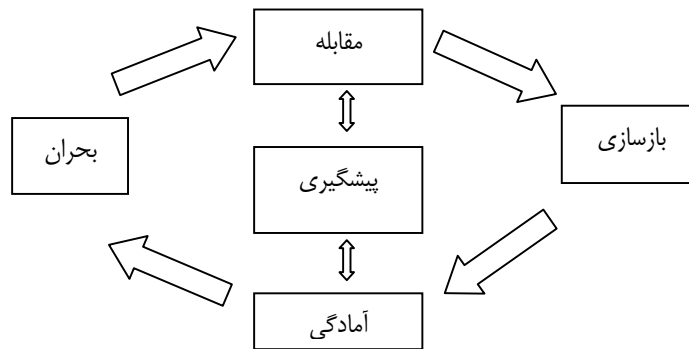 مقابله
بازسازی
بحران
پیشگیری
آمادگی